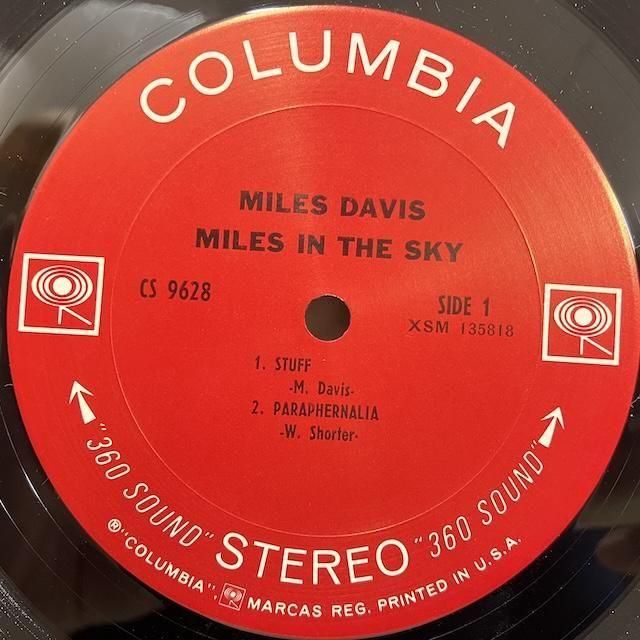 COLUMBIA
MILES DAVIS
MILES IN THE SKY
CS 9628
SIDE 1
XSM 135818
1. STUFF
-M. Davis-
2. PARAPHERNALIA
-W. Shorter-
"360 SOUND" STEREO "360 SOUND"
®"COLUMBIA", MARCAS REG. PRINTED IN U.S.A.